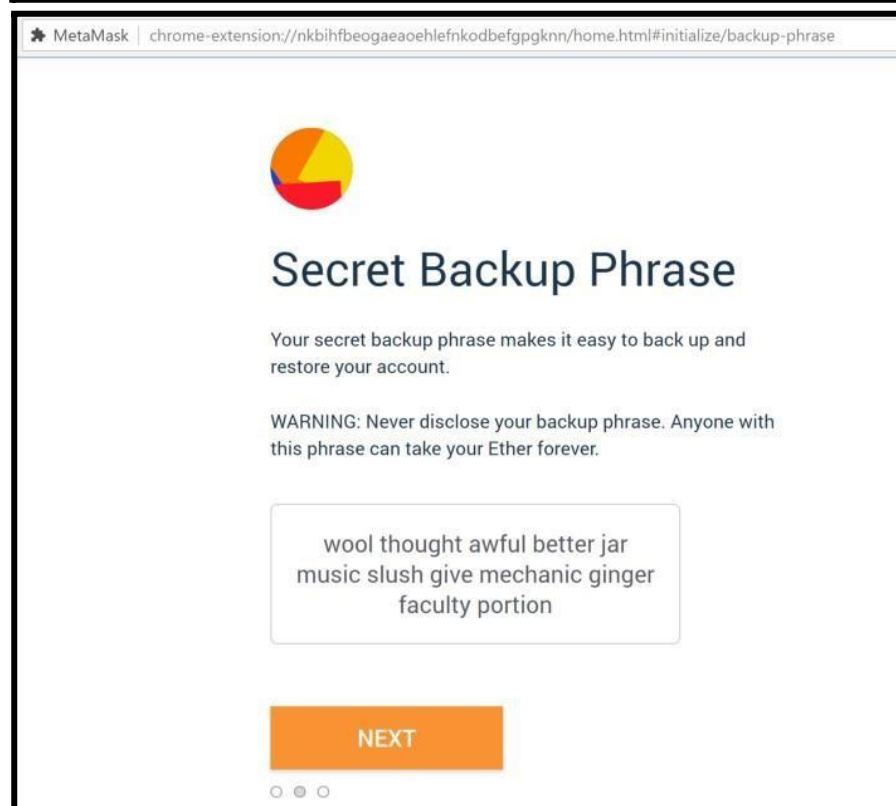 MetaMask chrome-extension://nkbihfbeogaeaoehlefnkodbefgpgknn/home.html#initialize/backup-phrase
Secret Backup Phrase
Your secret backup phrase makes it easy to back up and
restore your account.
WARNING: Never disclose your backup phrase. Anyone with
this phrase can take your Ether forever.
wool thought awful better jar
music slush give mechanic ginger
faculty portion
NEXT